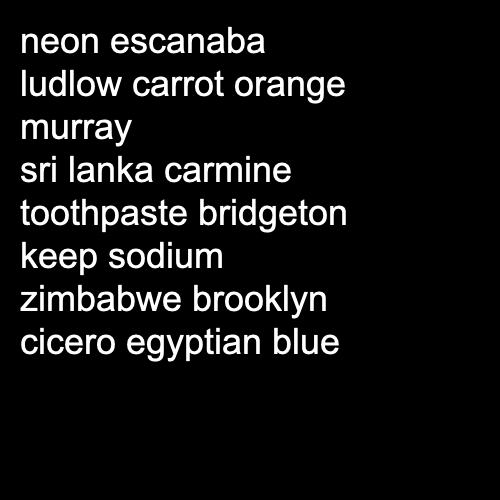 neon escanaba
ludlow carrot orange
murray
sri lanka carmine
toothpaste bridgeton
keep sodium
zimbabwe brooklyn
cicero egyptian blue